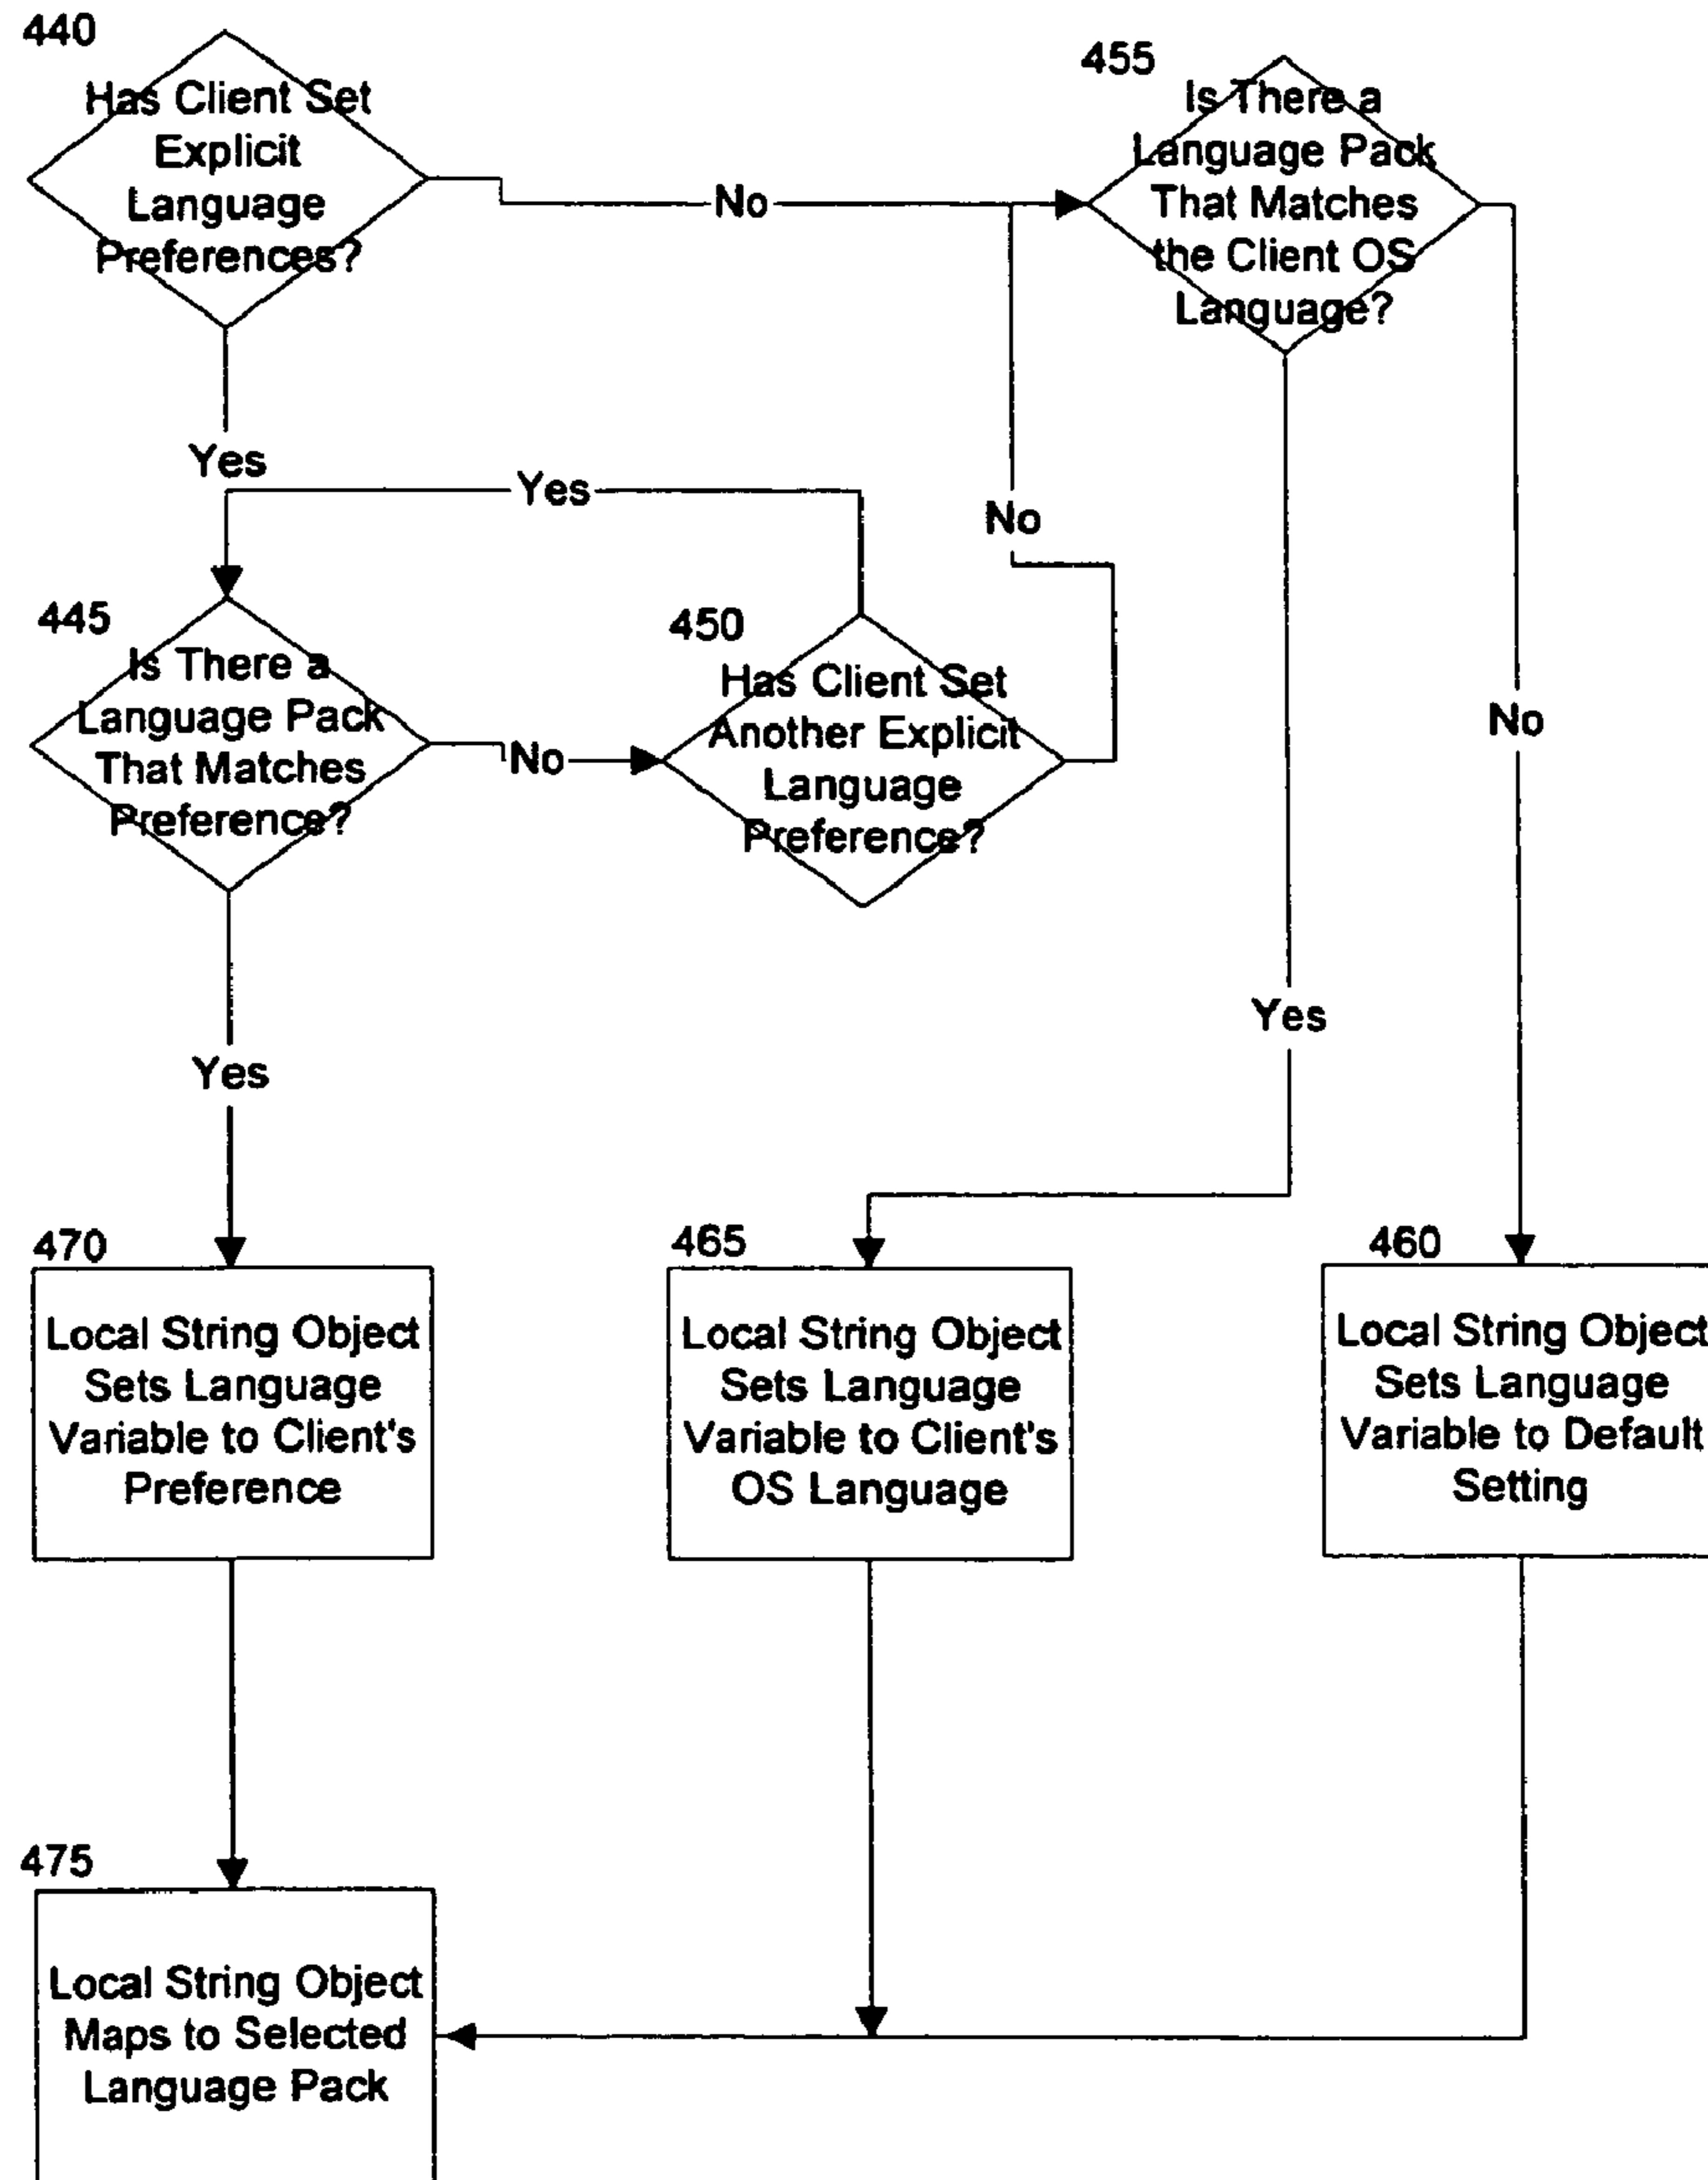 440
Has Client Set
Explicit
Language
Preferences?
No
455
Is There a
Language Pack
That Matches
the Client OS
Language?
Yes
Yes
No
445
Is There a
Language Pack
That Matches
Preference?
No
450
Has Client Set
Another Explicit
Language
Preference?
No
Yes
Yes
470
Local String Object
Sets Language
Variable to Client's
Preference
465
Local String Object
Sets Language
Variable to Client's
OS Language
460
Local String Object
Sets Language
Variable to Default
Setting
475
Local String Object
Maps to Selected
Language Pack